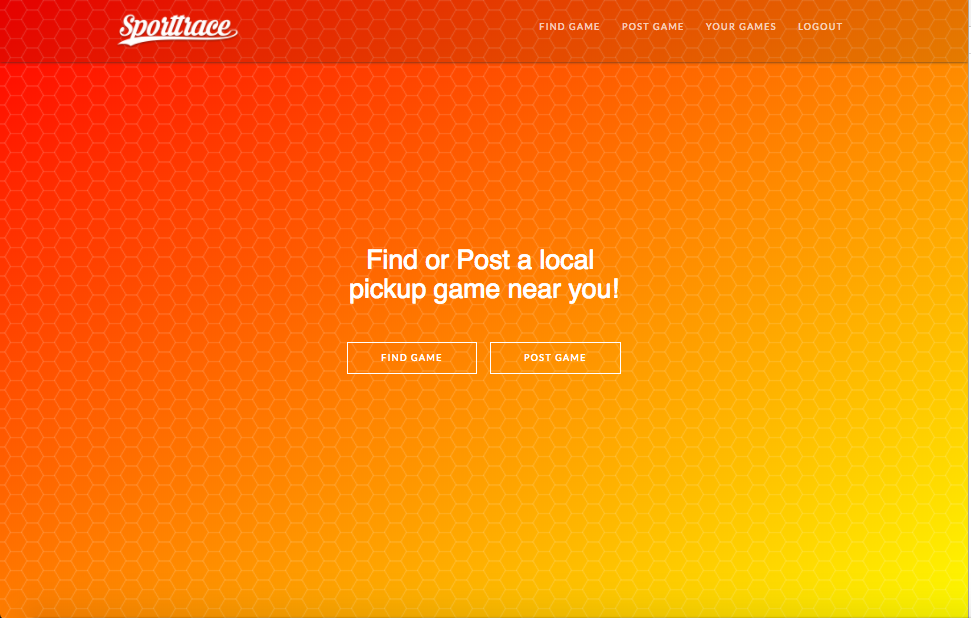 Sporttrace
FIND GAME POST GAME YOUR GAMES LOGOUT
Find or Post a local
pickup game near you!
FIND GAME POST GAME